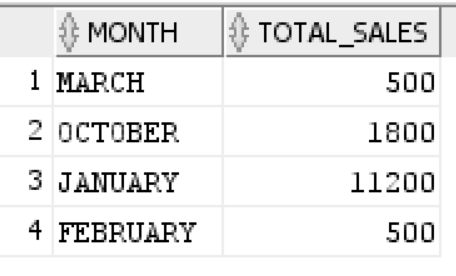 MONTH TOTAL_SALES
1 MARCH 500
2 OCTOBER 1800
3 JANUARY 11200
4 FEBRUARY 500